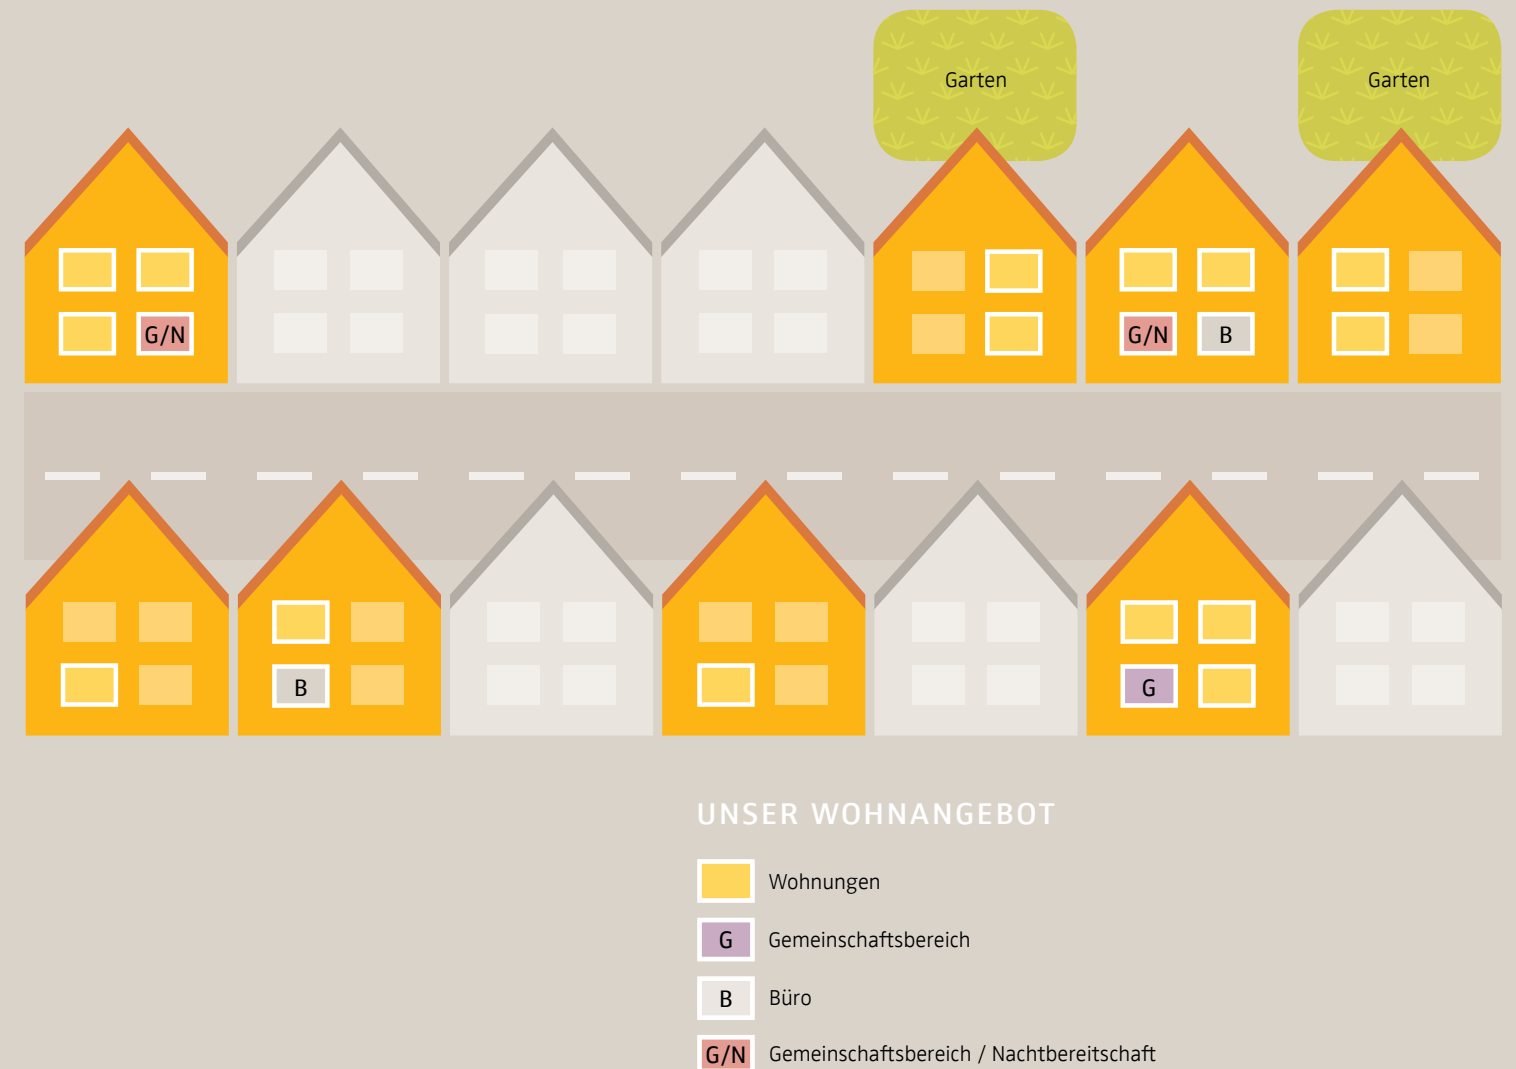 Garten
Garten
G/N
G/N
B
B
G
UNSER WOHNANGEBOT
Wohnungen
G Gemeinschaftsbereich
B Büro
G/N Gemeinschaftsbereich / Nachtbereitschaft